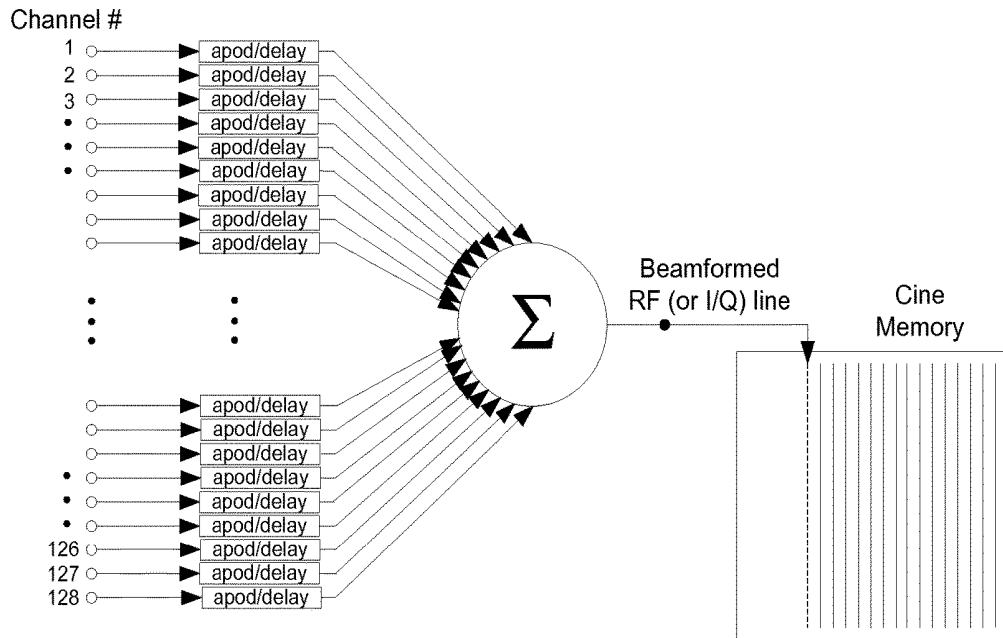 Channel #
1
apod/delay
2
apod/delay
3
apod/delay
apod/delay
apod/delay
apod/delay
apod/delay
apod/delay
apod/delay
Σ
Beamformed
RF (or I/Q) line
Cine
Memory
apod/delay
apod/delay
apod/delay
apod/delay
apod/delay
apod/delay
126
apod/delay
127
apod/delay
128
apod/delay